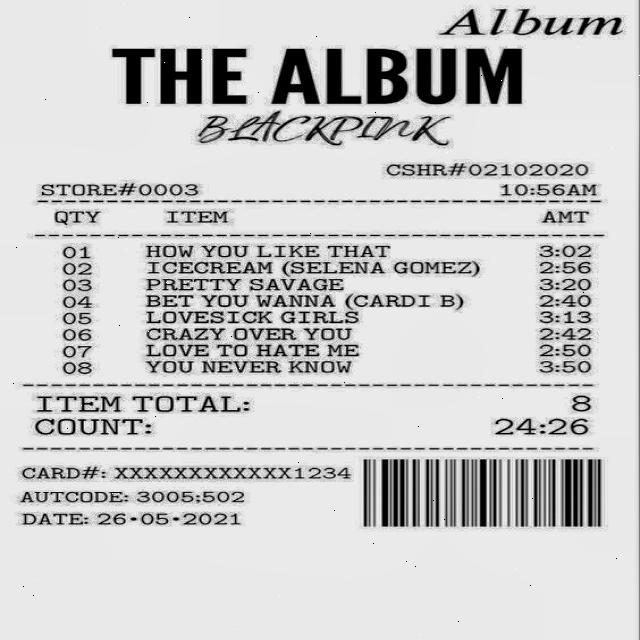 Album
THE ALBUM
BLACKPINK
CSHR#02102020
STORE#0003 10:56AM
QTY ITEM AMT
01 HOW YOU LIKE THAT 3:02
02 ICECREAM (SELENA GOMEZ) 2:56
03 PRETTY SAVAGE 3:20
04 BET YOU WANNA (CARDI B) 2:40
05 LOVESICK GIRLS 3:13
06 CRAZY OVER YOU 2:42
07 LOVE TO HATE ME 2:50
08 YOU NEVER KNOW 3:50
ITEM TOTAL: 8
COUNT: 24:26
CARD#: XXXXXXXXXXXX1234
AUTCODE: 3005;502
DATE: 26•05•2021